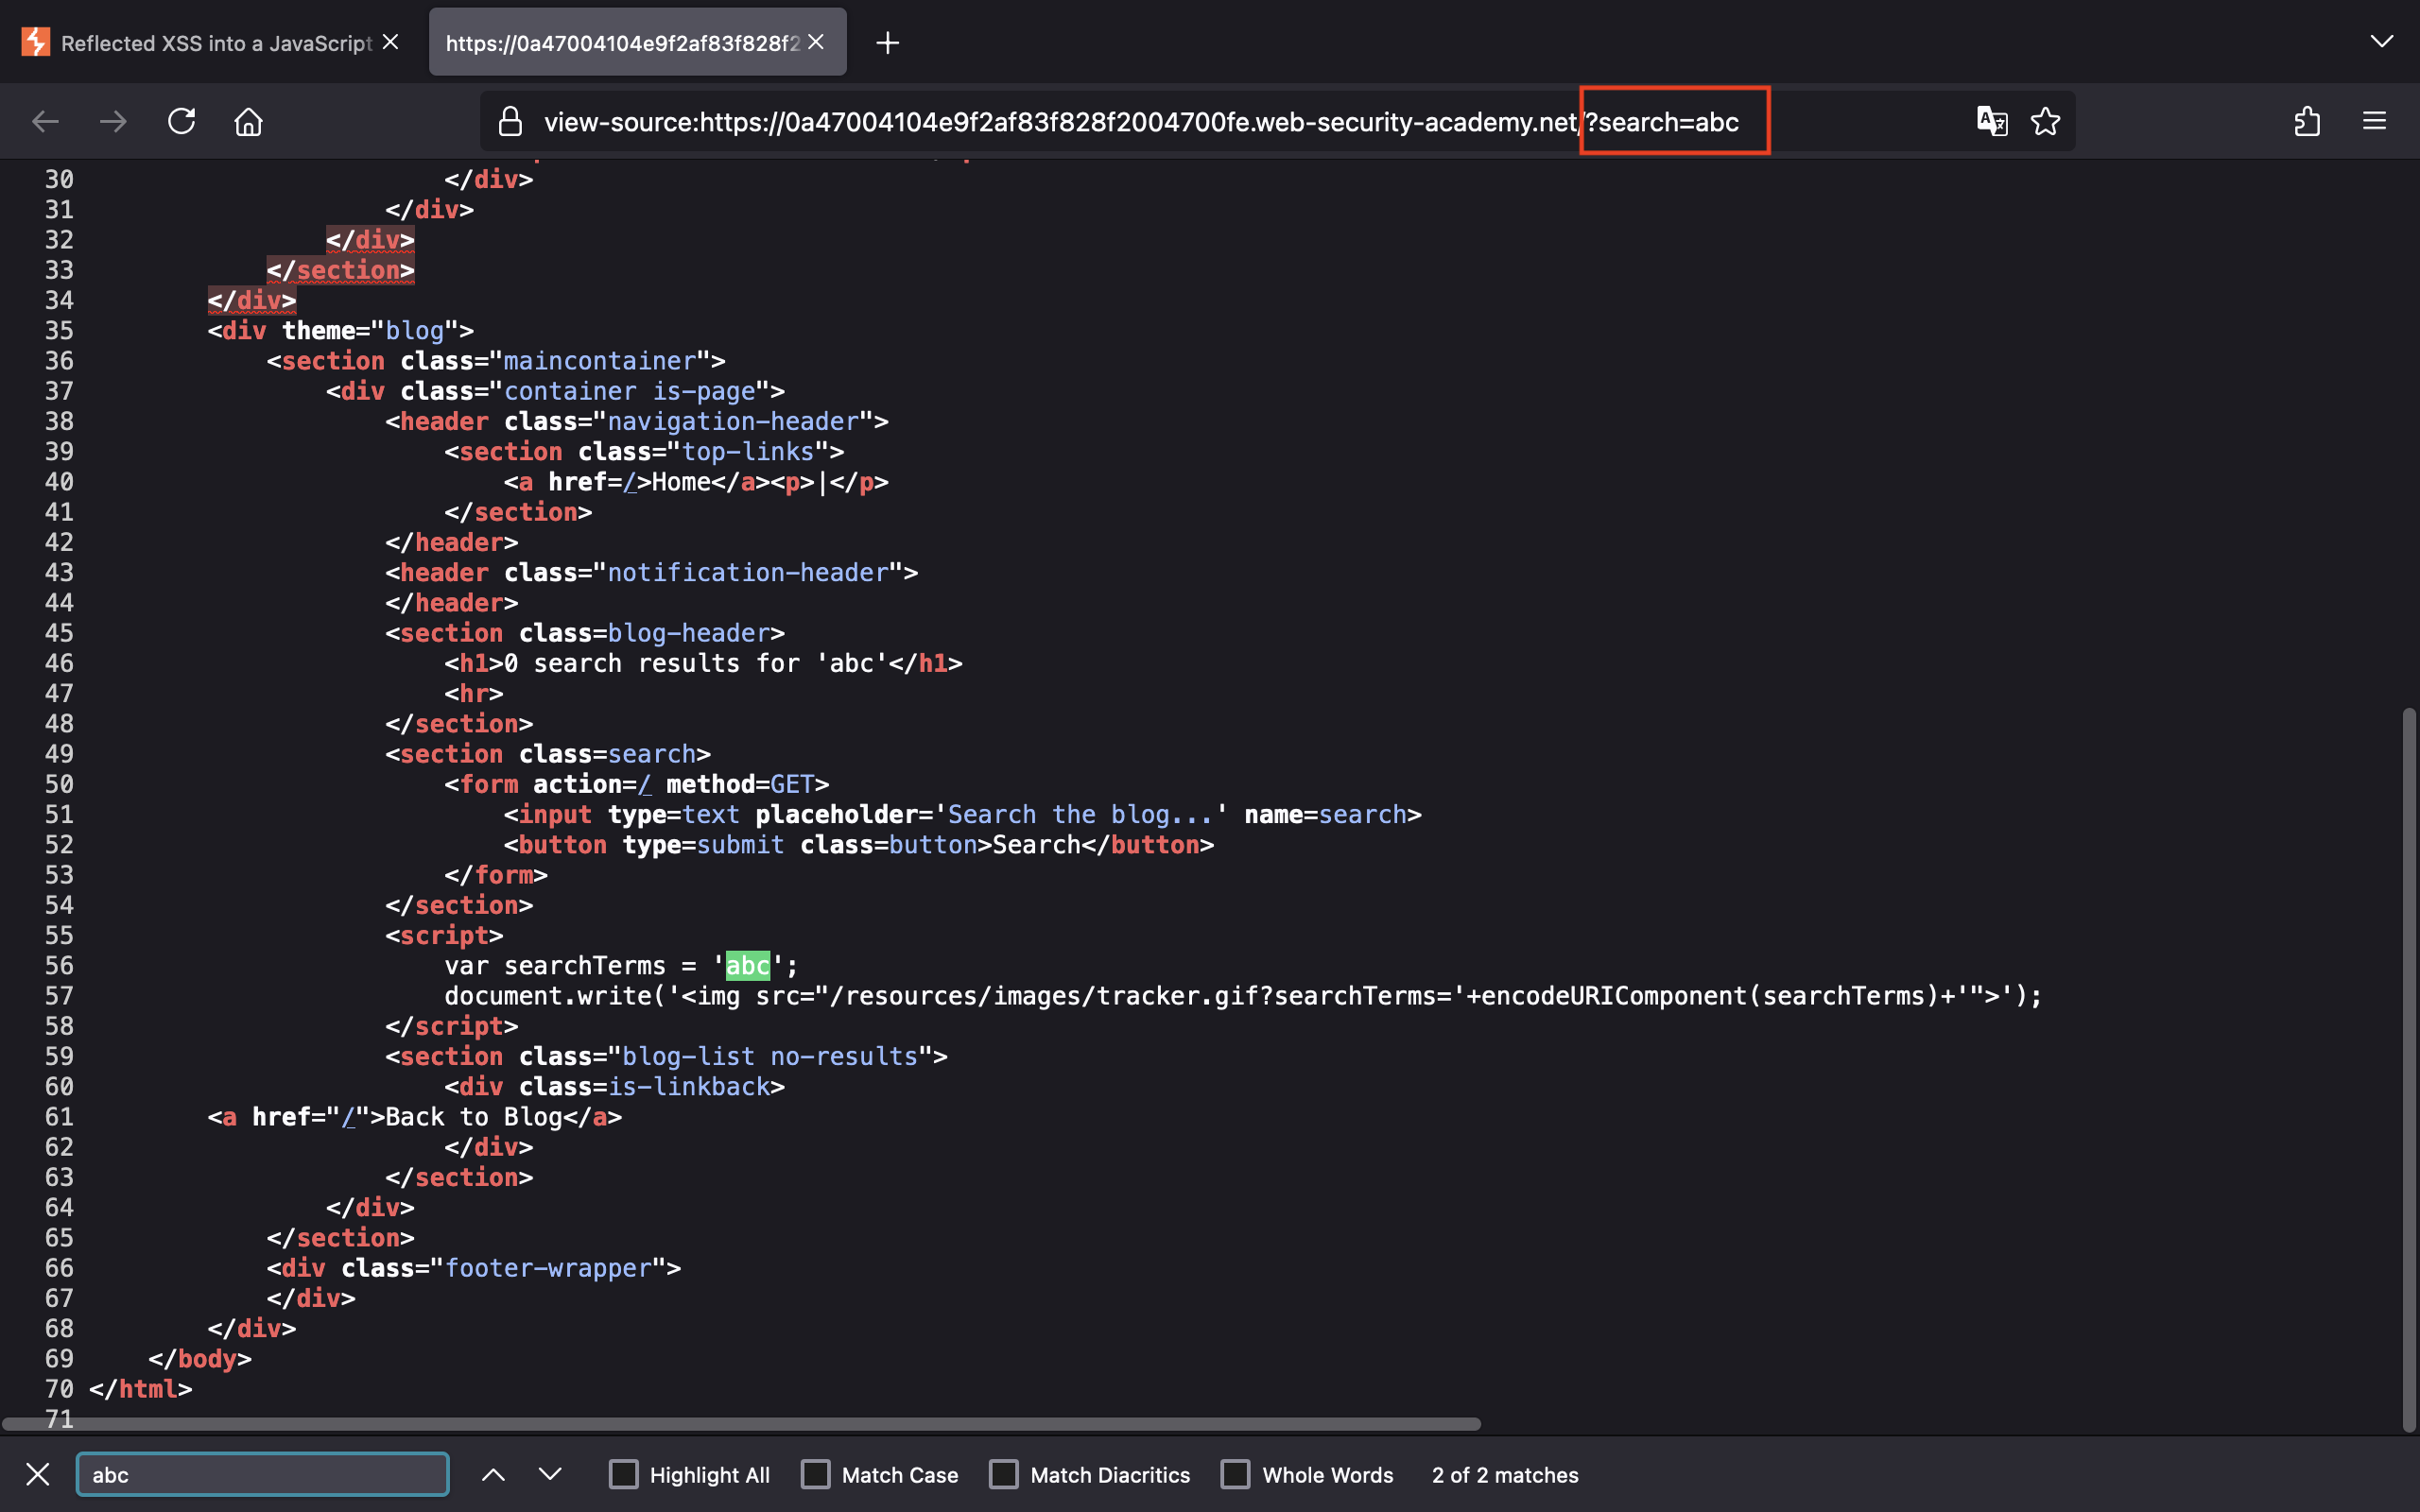 Reflected XSS into a JavaScript
https://0a47004104e9f2af83f828f2
view-source:https://0a47004104e9f2af83f828f2004700fe.web-security-academy.net/?search=abc
30 </div>
31 </div>
32 </div>
33 </section>
34 </div>
35 <div theme="blog">
36 <section class="maincontainer">
37 <div class="container is-page">
38 <header class="navigation-header">
39 <section class="top-links">
40 <a href=/>Home</a><p>|</p>
41 </section>
42 </header>
43 <header class="notification-header">
44 </header>
45 <section class=blog-header>
46 <h1>0 search results for 'abc'</h1>
47 <hr>
48 </section>
49 <section class=search>
50 <form action=/ method=GET>
51 <input type=text placeholder='Search the blog...' name=search>
52 <button type=submit class=button>Search</button>
53 </form>
54 </section>
55 <script>
56 var searchTerms = 'abc';
57 document.write('<img src="/resources/images/tracker.gif?searchTerms='+encodeURIComponent(searchTerms)+'">');
58 </script>
59 <section class="blog-list no-results">
60 <div class=is-linkback>
61 <a href="/">Back to Blog</a>
62 </div>
63 </section>
64 </div>
65 </section>
66 <div class="footer-wrapper">
67 </div>
68 </div>
69 </body>
70 </html>
71
abc Highlight All Match Case Match Diacritics Whole Words 2 of 2 matches